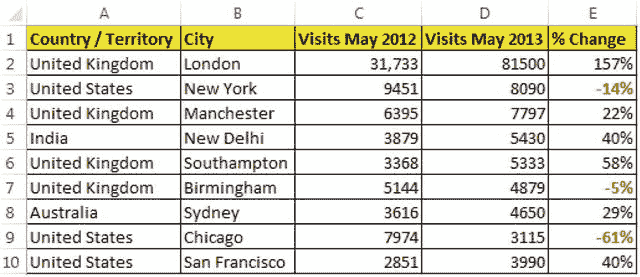 A B C D E
1 Country / Territory City Visits May 2012 Visits May 2013 % Change
2 United Kingdom London 31,733 81500 157%
3 United States New York 9451 8090 -14%
4 United Kingdom Manchester 6395 7797 22%
5 India New Delhi 3879 5430 40%
6 United Kingdom Southampton 3368 5333 58%
7 United Kingdom Birmingham 5144 4879 -5%
8 Australia Sydney 3616 4650 29%
9 United States Chicago 7974 3115 -61%
10 United States San Francisco 2851 3990 40%